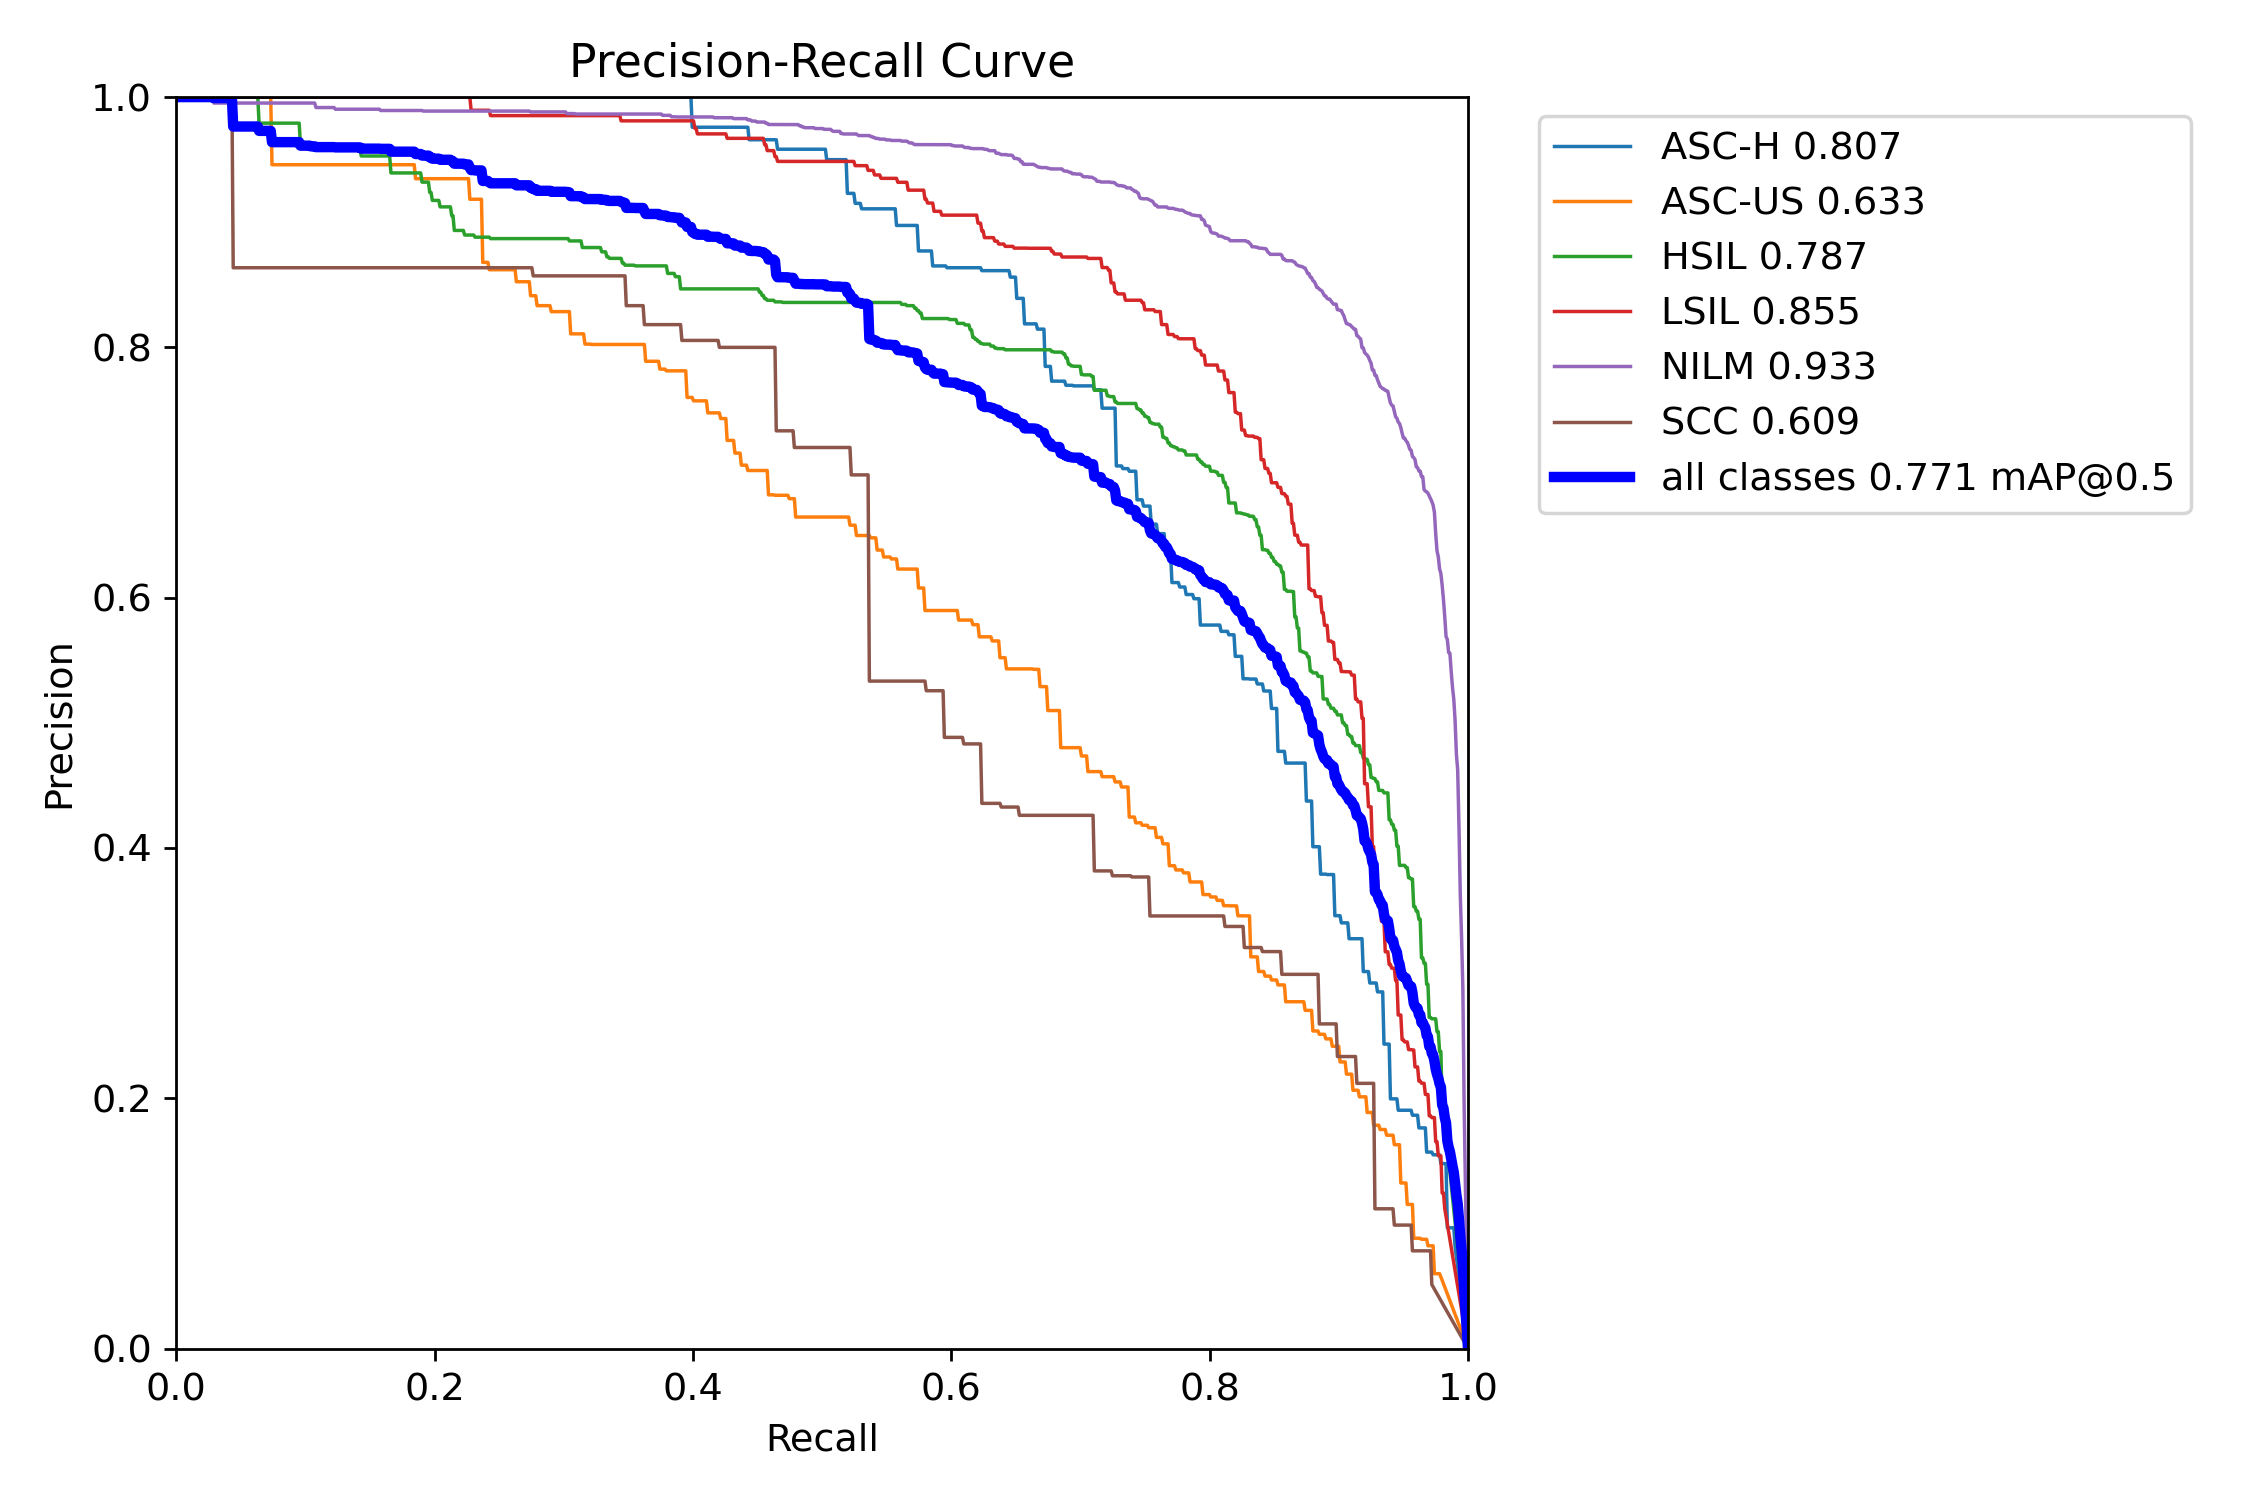 Precision-Recall Curve
1.0
0.8
0.6
0.4
0.2
0.0
Precision
0.0 0.2 0.4 0.6 0.8 1.0
Recall
ASC-H 0.807
ASC-US 0.633
HSIL 0.787
LSIL 0.855
NILM 0.933
SCC 0.609
all classes 0.771 mAP@0.5